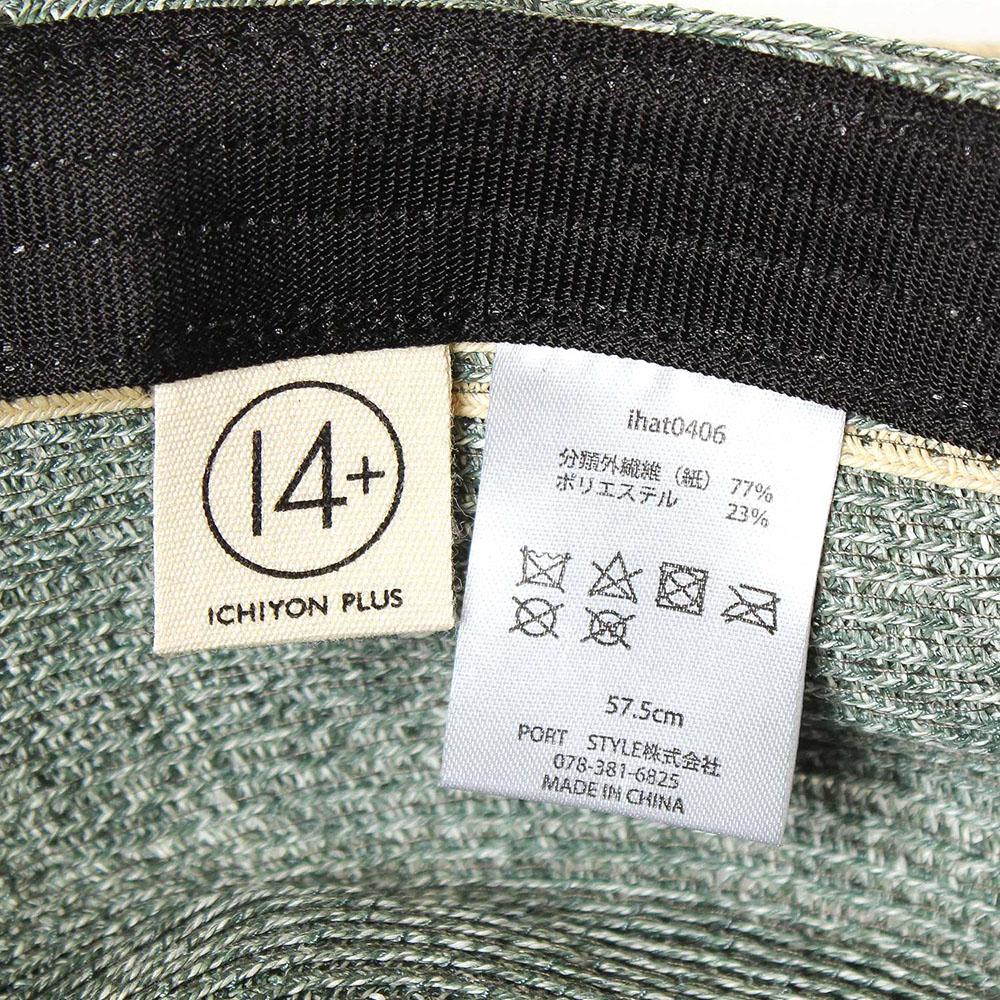 14+
ICHIYON PLUS
ihat0406
分類外繊維（紙） 77%
ポリエステル 23%
57.5cm
PORT STYLE株式会社
078-381-6825
MADE IN CHINA